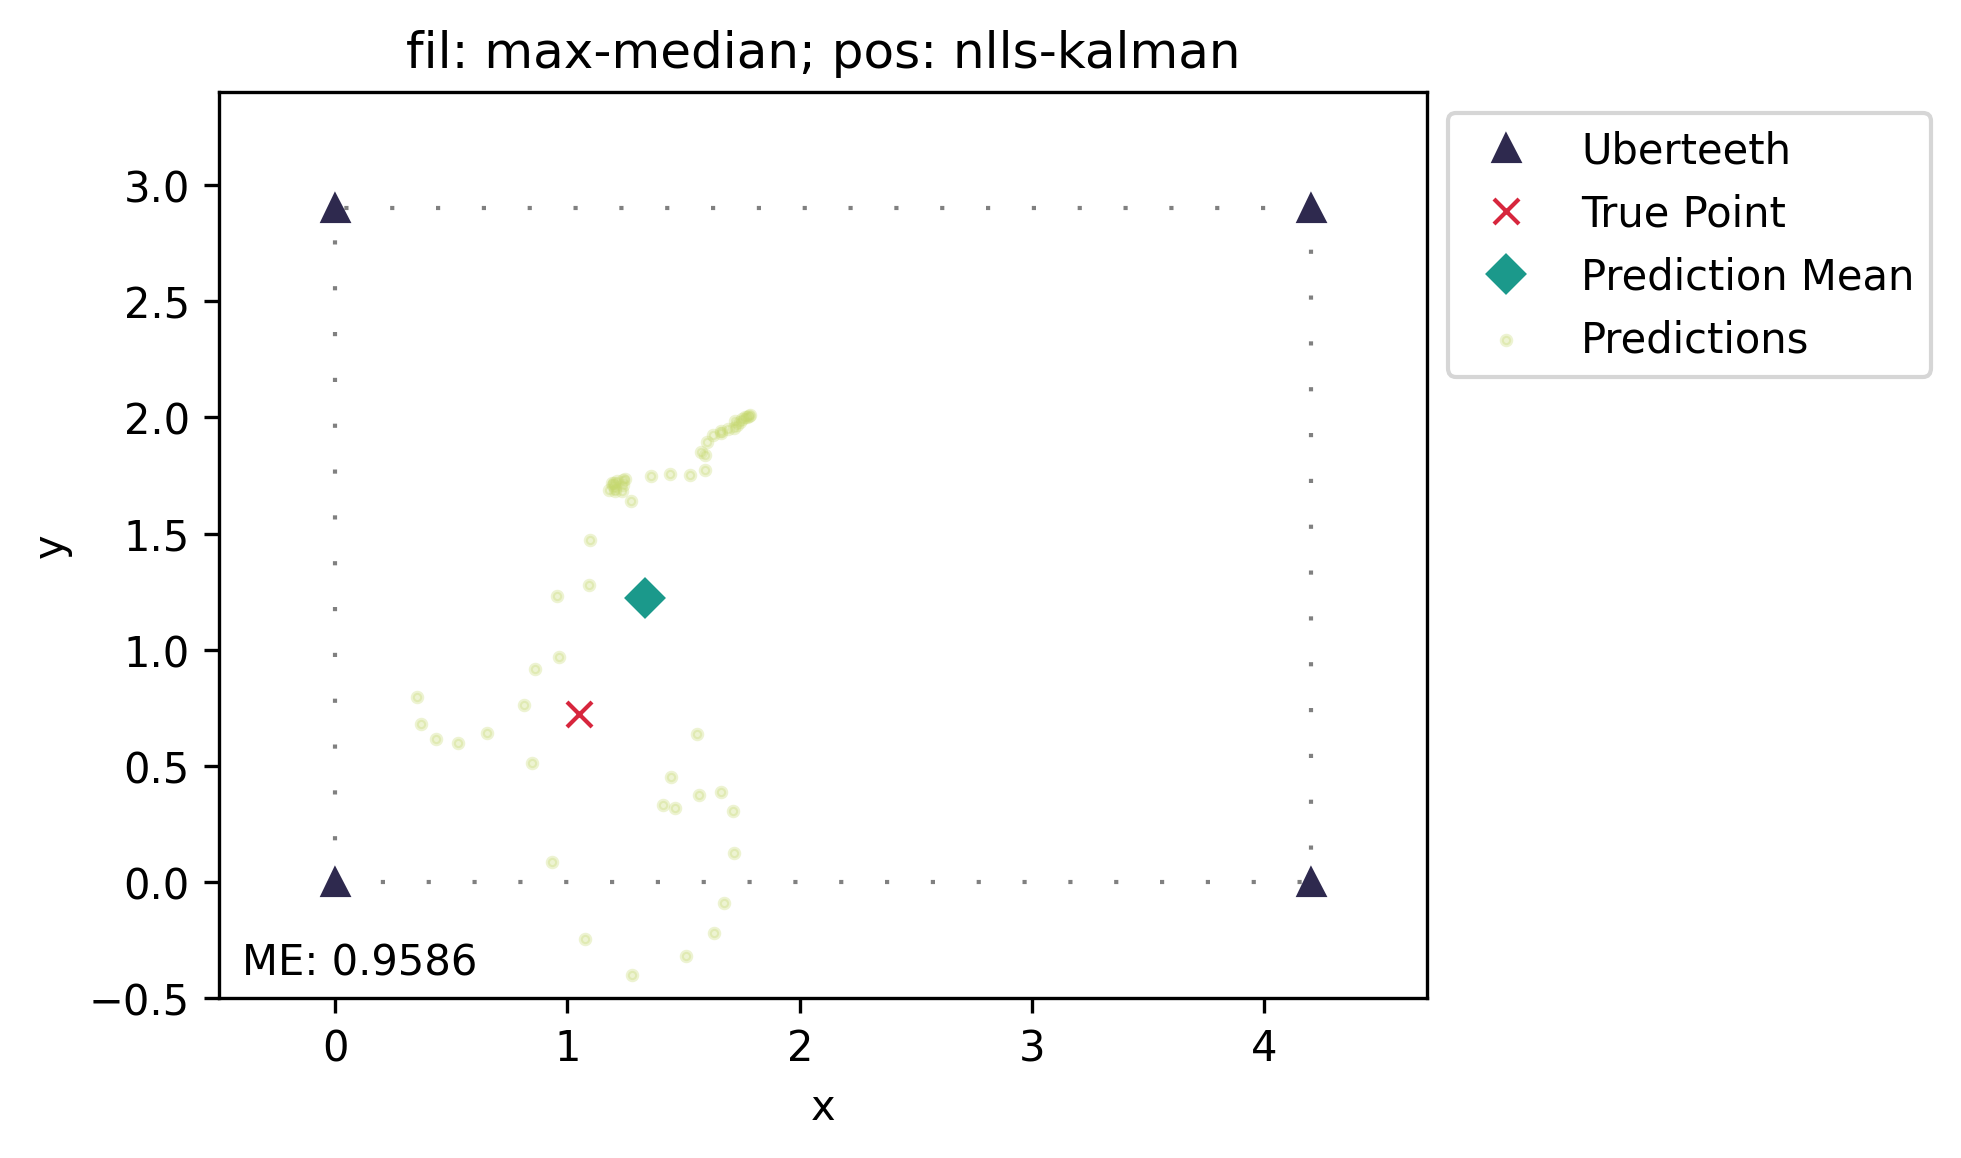 fil: max-median; pos: nlls-kalman
Uberteeth
True Point
Prediction Mean
Predictions
y
3.0
2.5
2.0
1.5
1.0
0.5
0.0
−0.5
ME: 0.9586
0 1 2 3 4
x